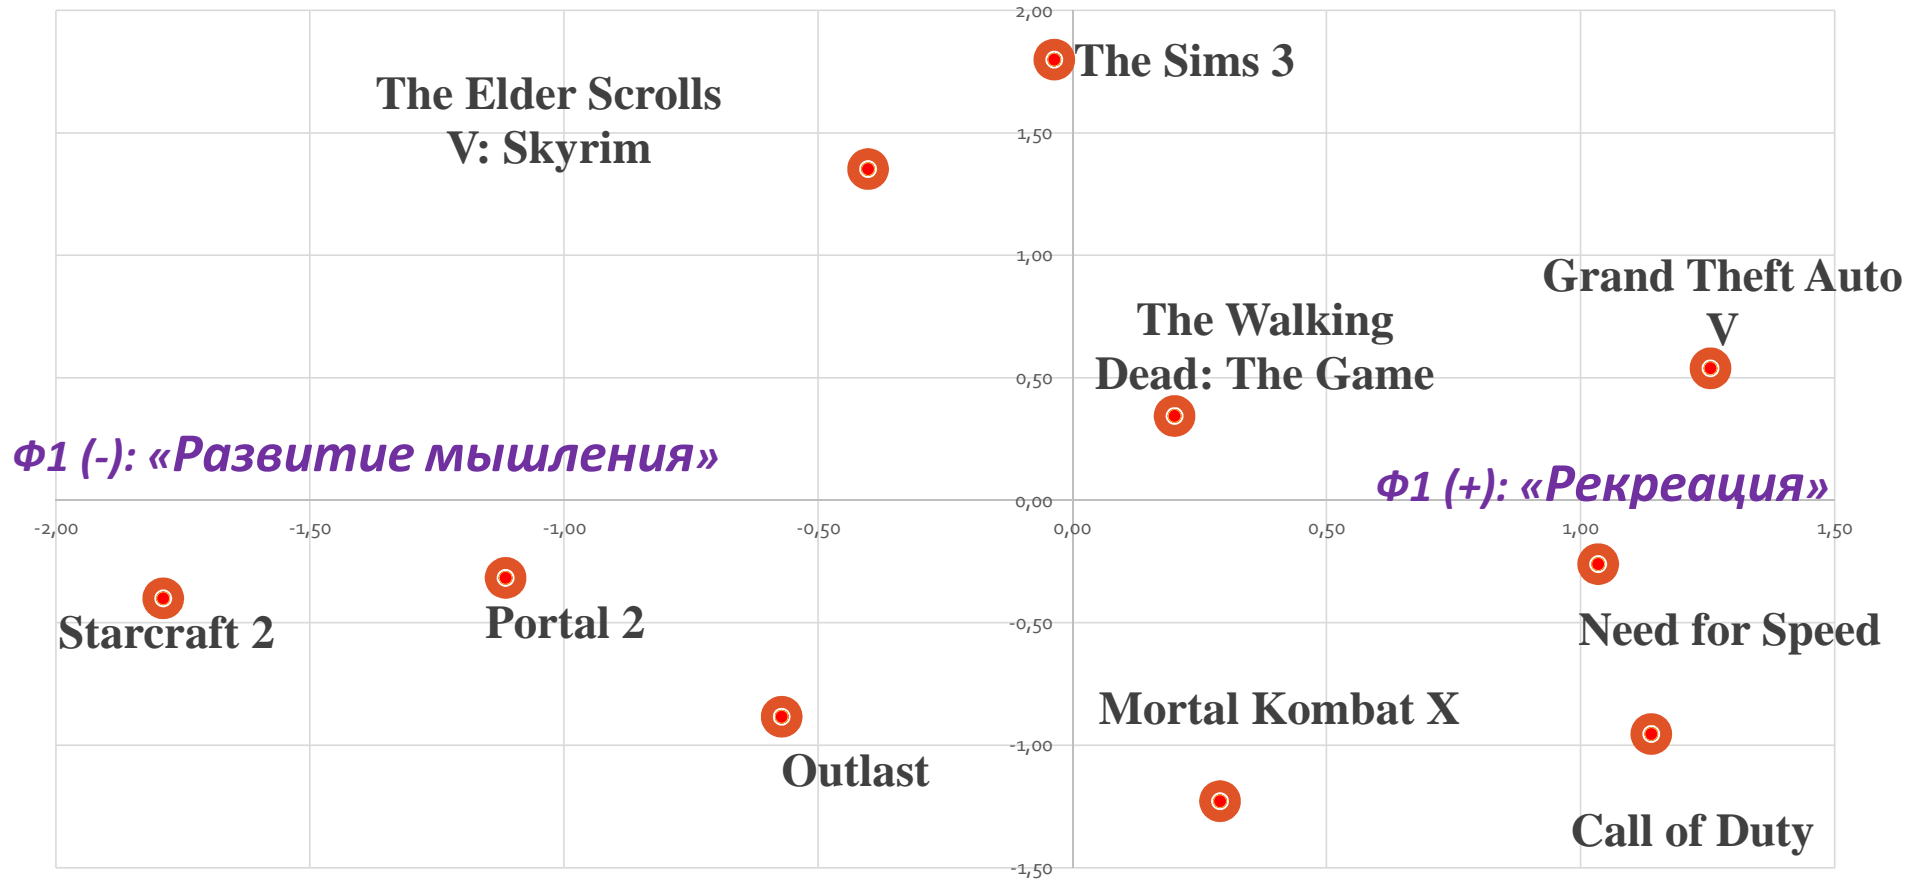 2,00
The Sims 3
The Elder Scrolls
V: Skyrim
1,50
1,00
Grand Theft Auto
V
The Walking
Dead: The Game
0,50
Ф1 (-): «Развитие мышления»
Ф1 (+): «Рекреация»
0,00
-2,00 -1,50 -1,00 -0,50 0,00 0,50 1,00 1,50
Starcraft 2
Portal 2
-0,50
Need for Speed
Mortal Kombat X
-1,00
Outlast
Call of Duty
-1,50